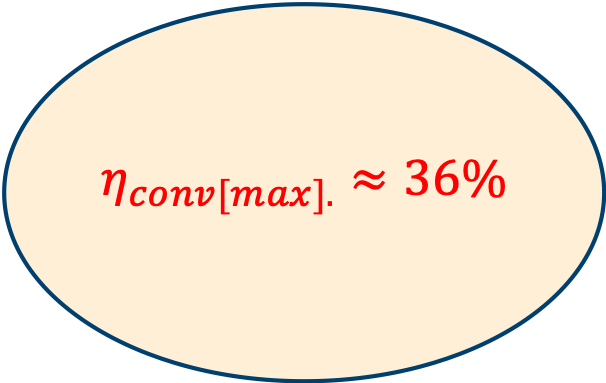 η_conv[max]. ≈ 36%